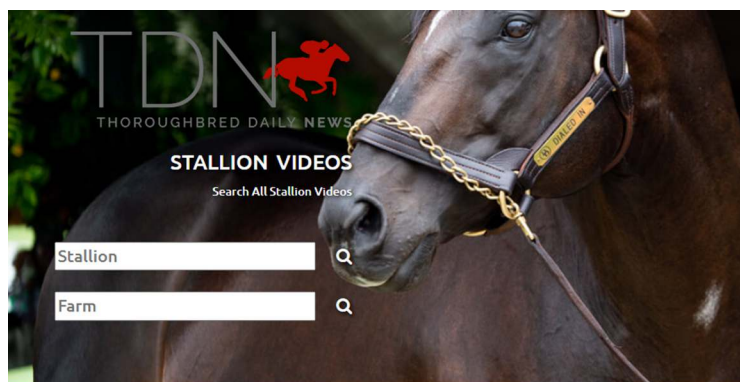 TDN
THOROUGHBRED DAILY NEWS
STALLION VIDEOS
Search All Stallion Videos
Stallion
Farm
DIALED IN